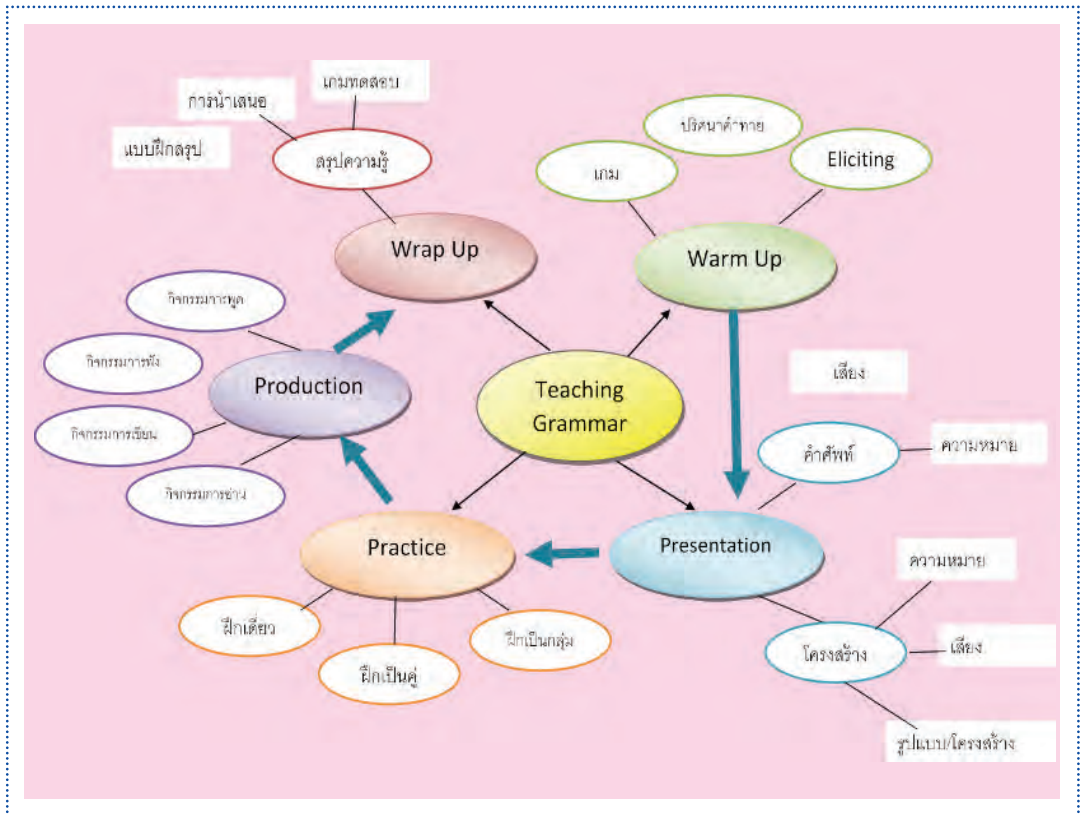 เกมทดสอบ
การนำเสนอ
แบบฝึกสรุป
สรุปความรู้
Wrap Up
ปริศนาคำทาย
เกม
Eliciting
Warm Up
กิจกรรมการพูด
กิจกรรมการฟัง
กิจกรรมการเขียน
กิจกรรมการอ่าน
Production
Teaching
Grammar
เสียง
คำศัพท์
ความหมาย
Practice
ฝึกเดี่ยว
ฝึกเป็นคู่
ฝึกเป็นกลุ่ม
Presentation
ความหมาย
โครงสร้าง
เสียง
รูปแบบ/โครงสร้าง